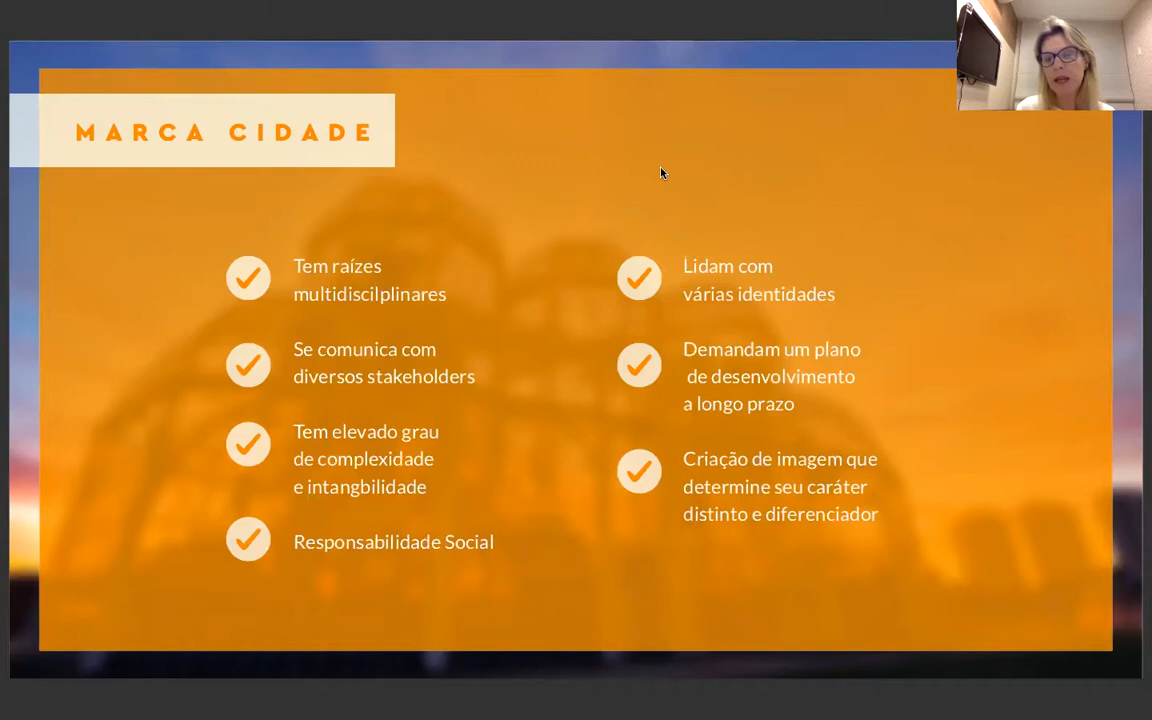 MARCA CIDADE
Tem raízes
multidiscilplinares
Se comunica com
diversos stakeholders
Tem elevado grau
de complexidade
e intangbilidade
Responsabilidade Social
Lidam com
várias identidades
Demandam um plano
de desenvolvimento
a longo prazo
Criação de imagem que
determine seu caráter
distinto e diferenciador